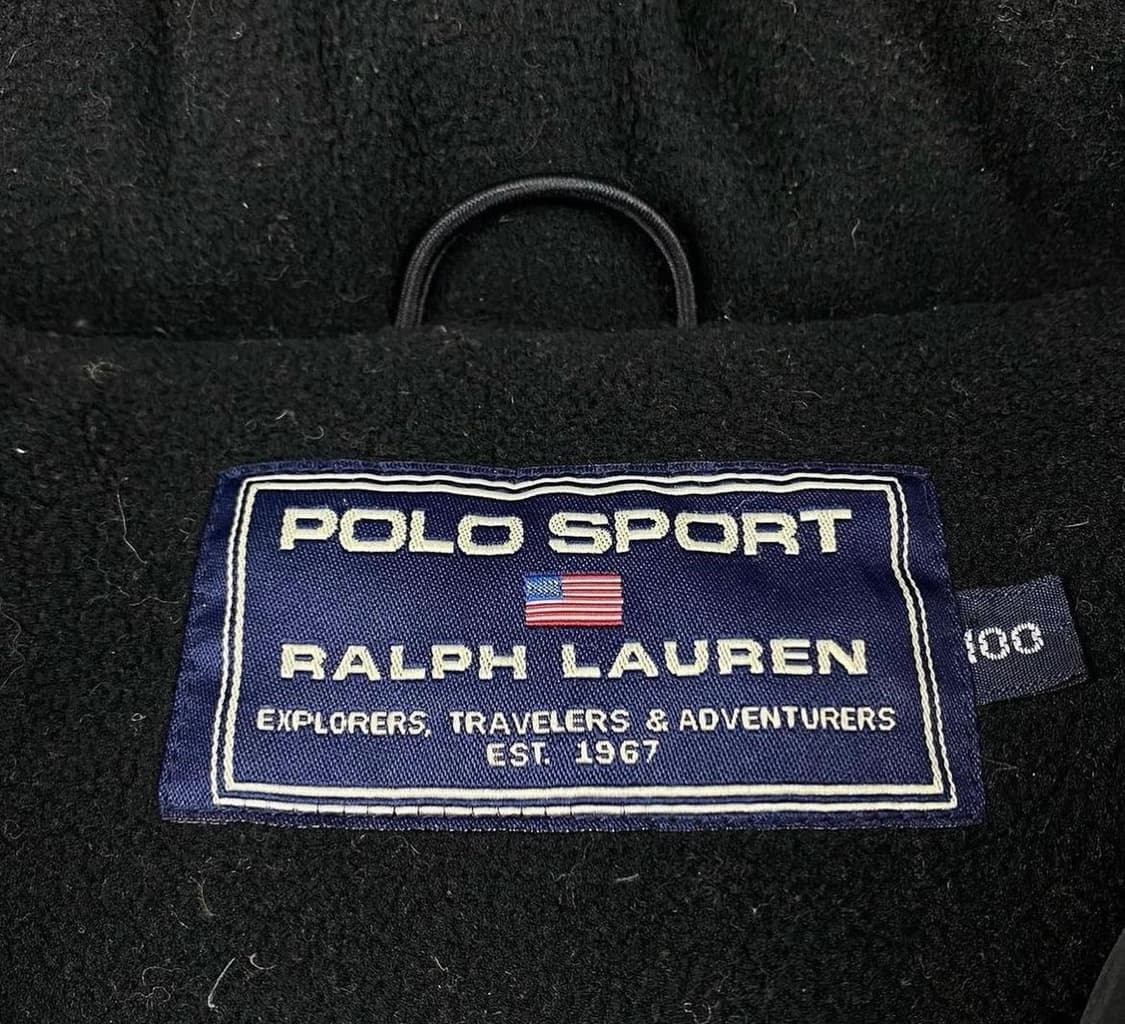 POLO SPORT
RALPH LAUREN
EXPLORERS, TRAVELERS & ADVENTURERS
EST. 1967
100